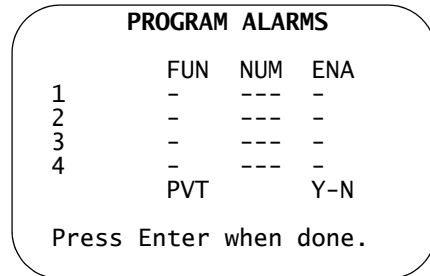 PROGRAM ALARMS
FUN NUM ENA
1 - --- -
2 - --- -
3 - --- -
4 - --- -
PVT Y-N
Press Enter when done.